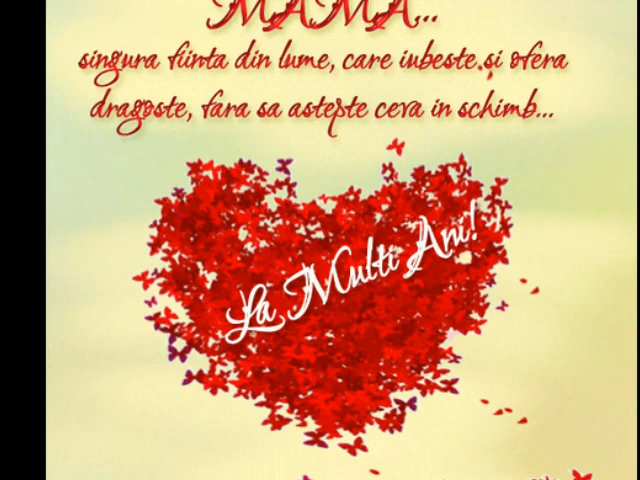 MAMA...
singura fiinta din lume, care iubeste si ofera
dragoste, fara sa astepte ceva in schimb...
La Multi Ani!